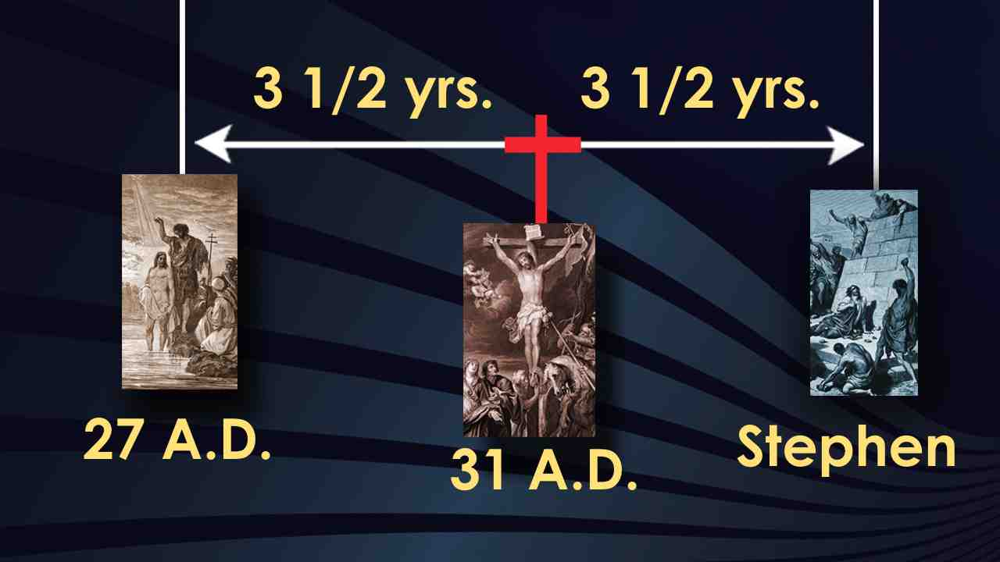 3 1/2 yrs.
3 1/2 yrs.
27 A.D.
31 A.D.
Stephen